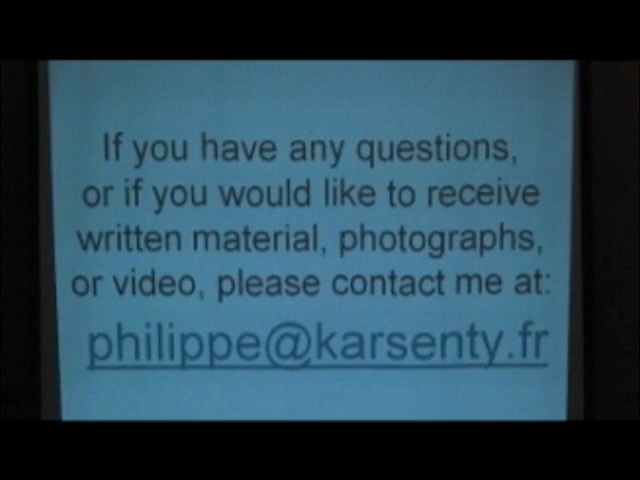 If you have any questions,
or if you would like to receive
written material, photographs,
or video, please contact me at:
philippe@karsenty.fr